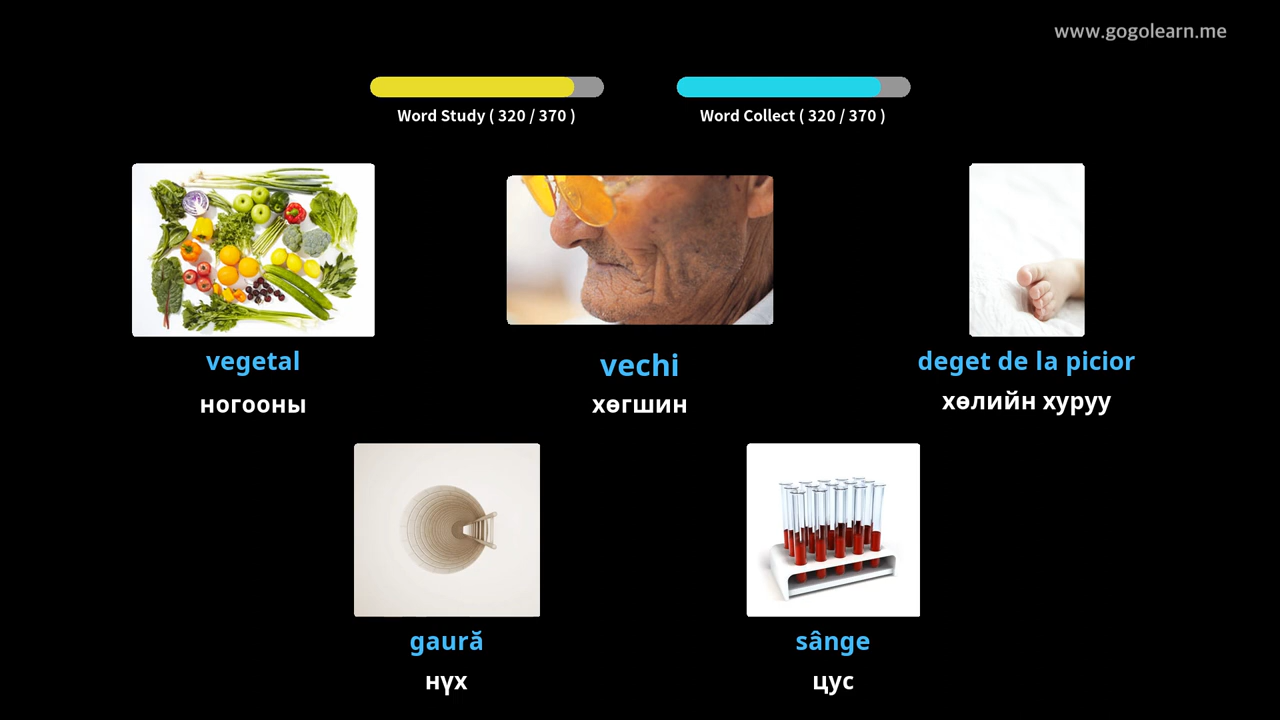 www.gogolearn.me
Word Study ( 320 / 370 )
Word Collect ( 320 / 370 )
vegetal
ногооны
vechi
хөгшин
deget de la picior
хөлийн хуруу
gaură
нүх
sânge
цус